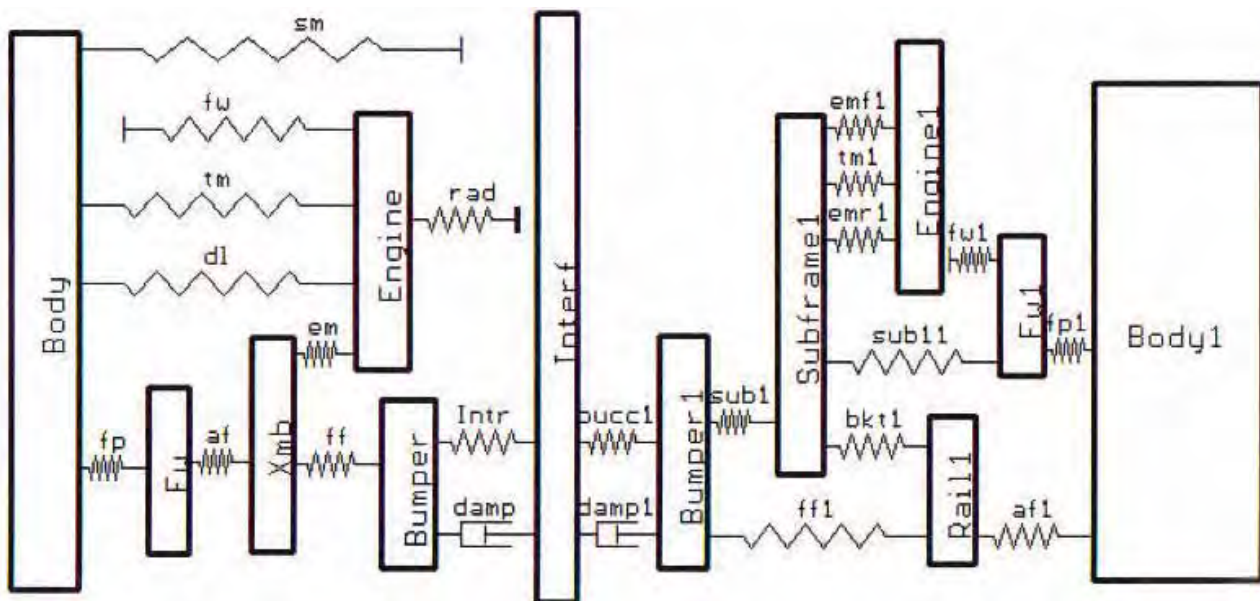 sm
fw
tm
dl
em
rad
Body
Engine
fp
Fw
af
Xmb
ff
Bumper
Intr
damp
Interf
bucc1
damp1
Bumper1
sub1
Subframe1
emf1
tm1
emr1
Engine1
fw1
Fw1
sub11
fp1
Body1
bkt1
ff1
Rail1
af1